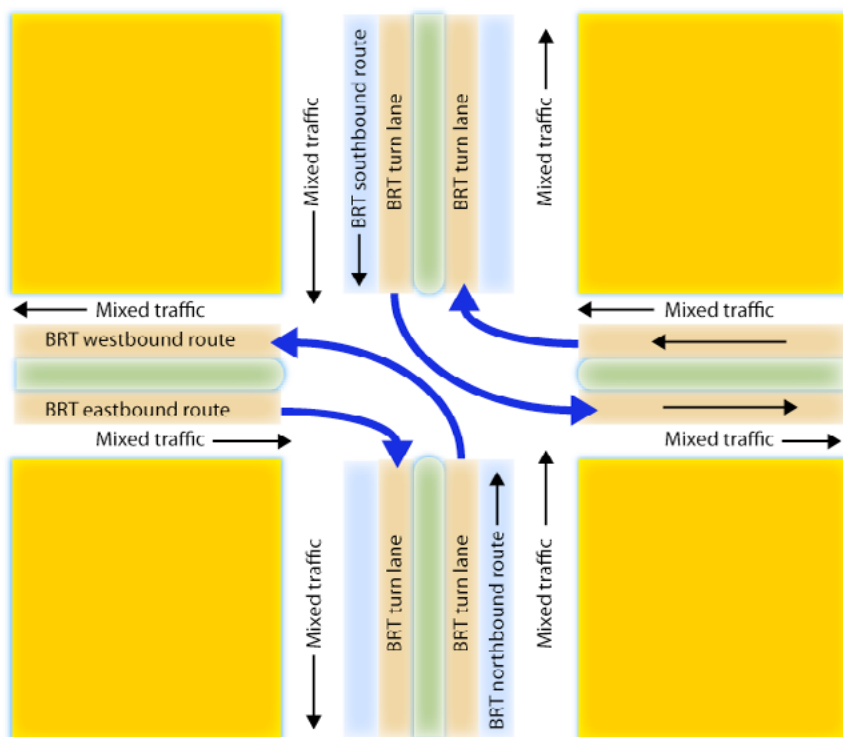 Mixed traffic
BRT southbound route
BRT turn lane
BRT turn lane
Mixed traffic
Mixed traffic
Mixed traffic
BRT westbound route
BRT eastbound route
Mixed traffic
Mixed traffic
Mixed traffic
BRT turn lane
BRT turn lane
BRT northbound route
Mixed traffic